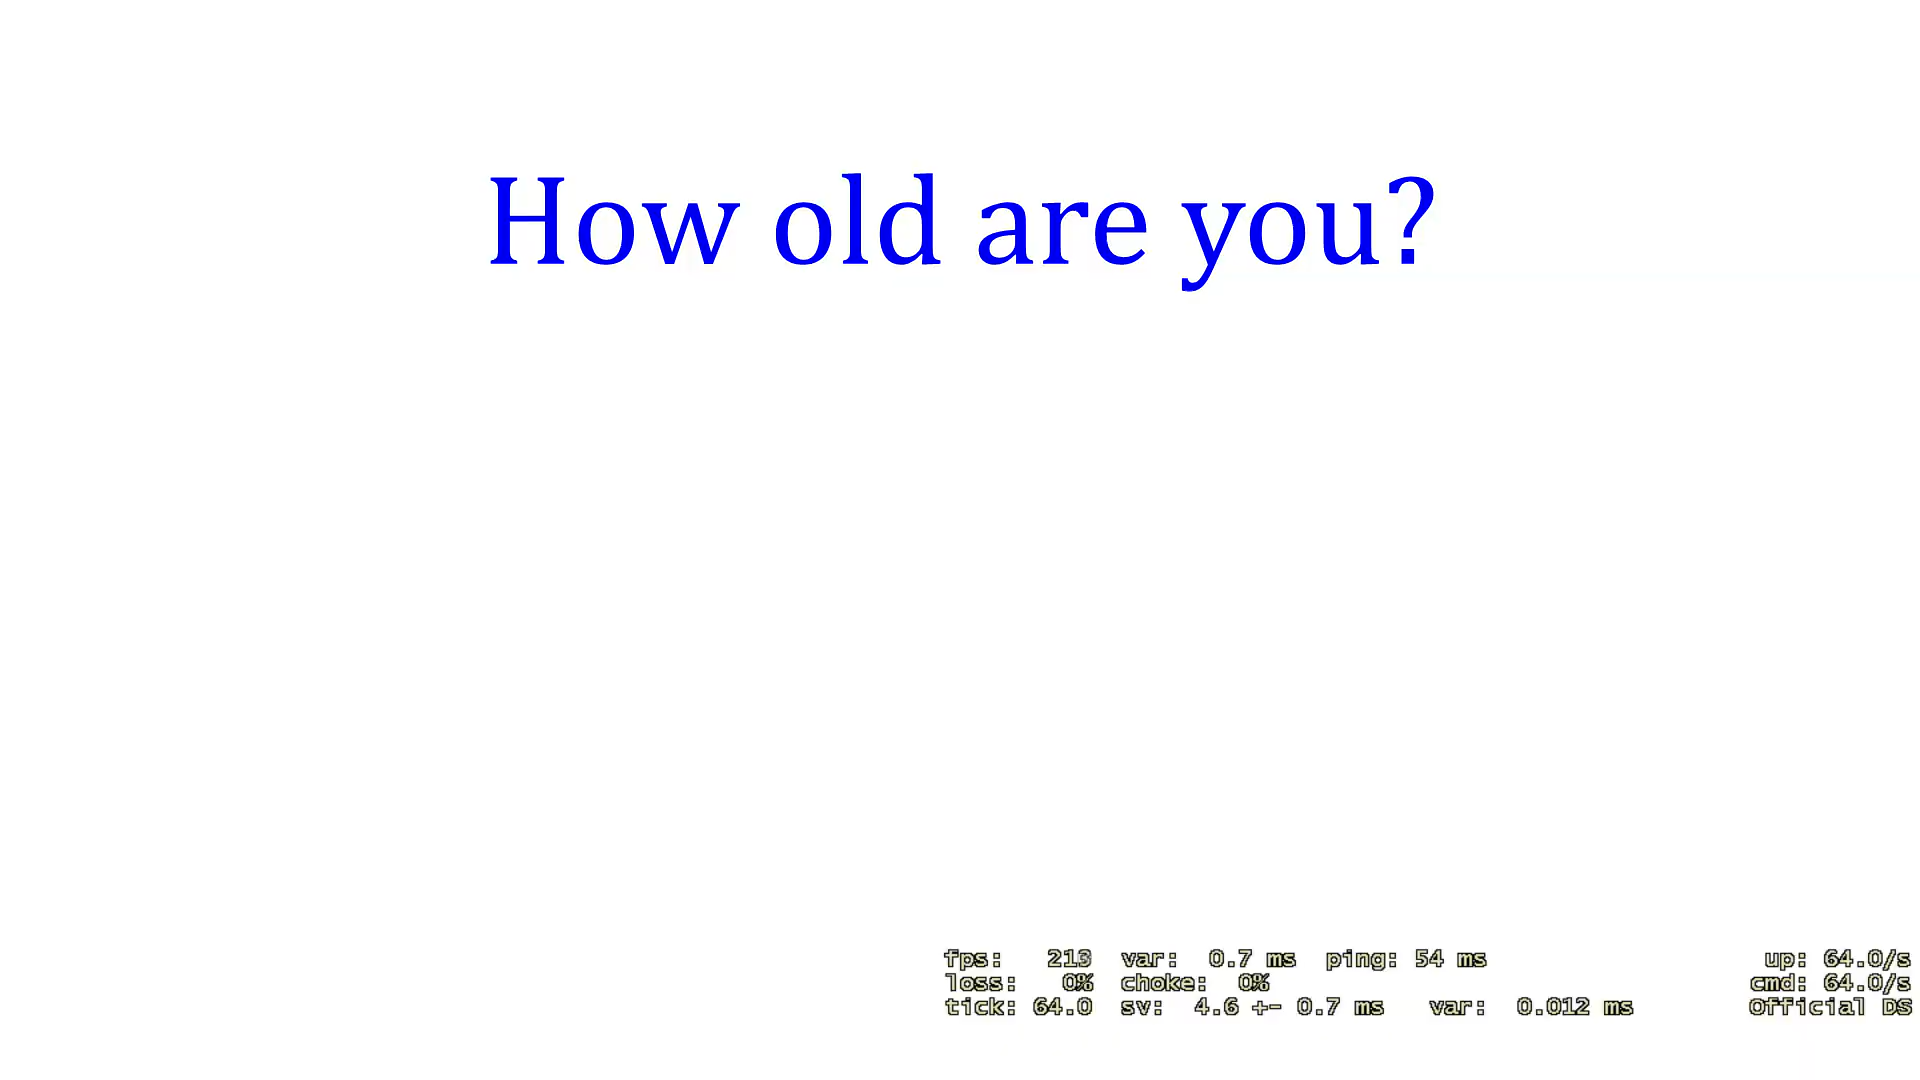 How old are you?
fps: 213 var: 0.7 ms ping: 54 ms up: 64.0/s
loss: 0% choke: 0% cmd: 64.0/s
tick: 64.0 sv: 4.6 +- 0.7 ms var: 0.012 ms Official DS